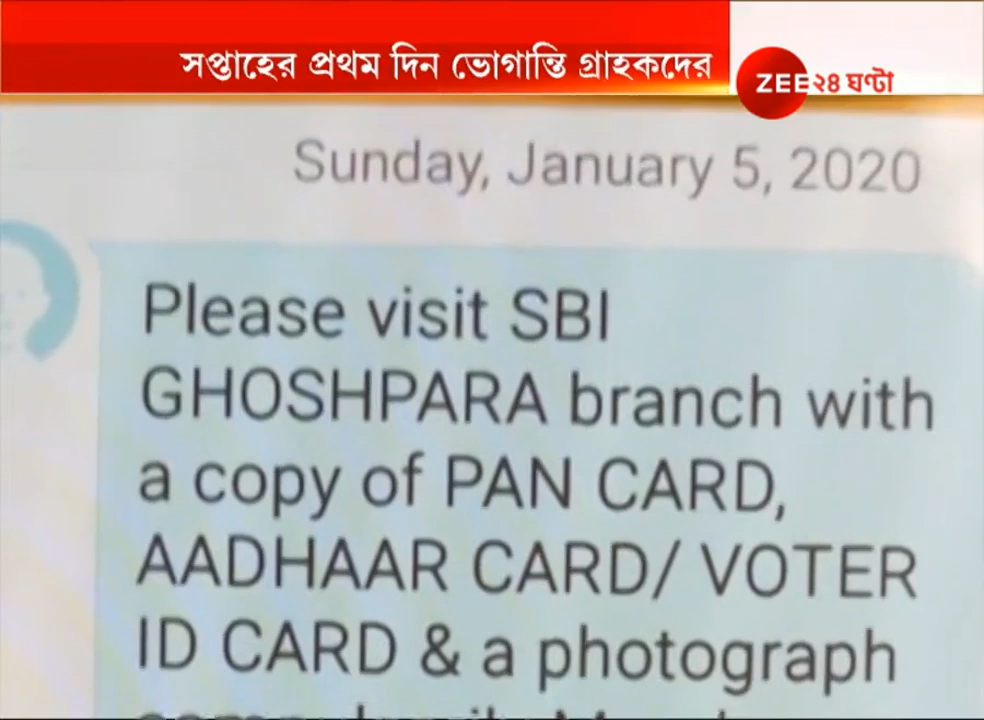 সপ্তাহের প্রথম দিন ভোগান্তি গ্রাহকদের
ZEE ২৪ ঘণ্টা
Sunday, January 5, 2020
Please visit SBI
GHOSHPARA branch with
a copy of PAN CARD,
AADHAAR CARD/ VOTER
ID CARD & a photograph